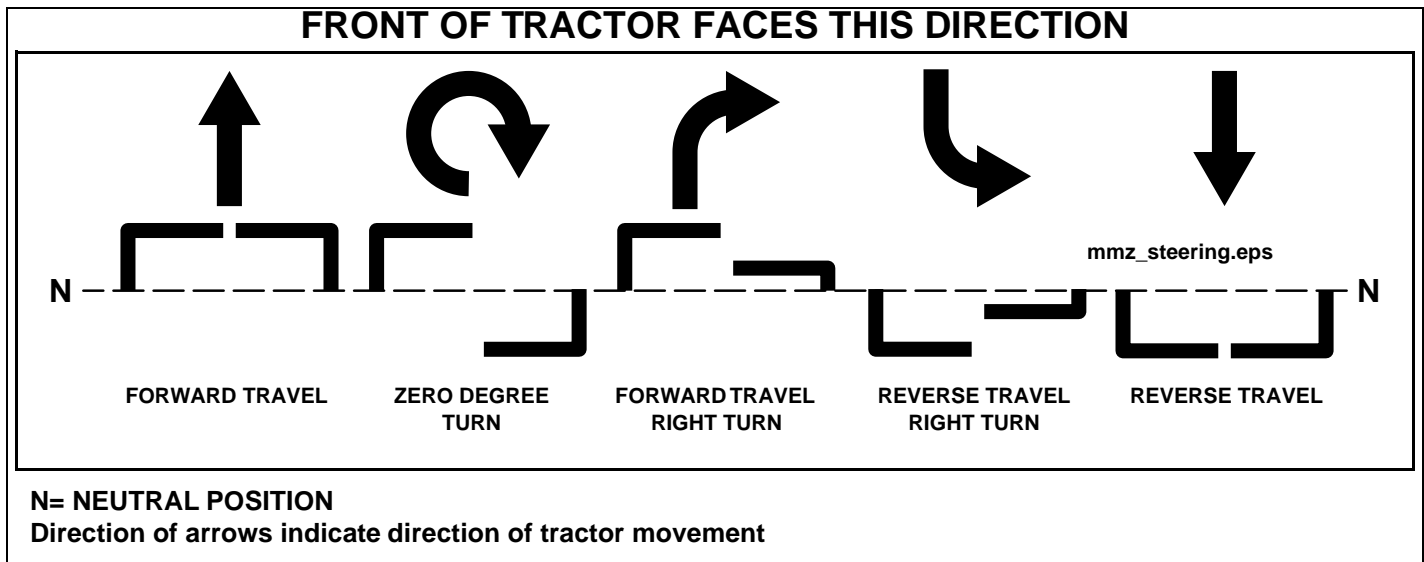 FRONT OF TRACTOR FACES THIS DIRECTION
mmz_steering.eps
N
N
FORWARD TRAVEL
ZERO DEGREE
TURN
FORWARD TRAVEL
RIGHT TURN
REVERSE TRAVEL
RIGHT TURN
REVERSE TRAVEL
N= NEUTRAL POSITION
Direction of arrows indicate direction of tractor movement